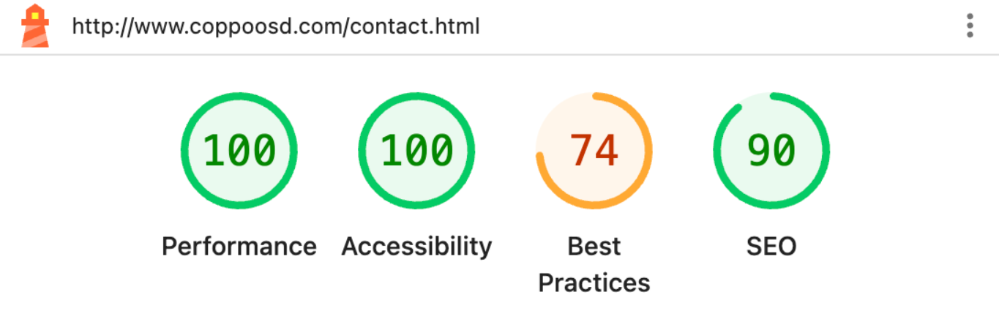 http://www.coppoosd.com/contact.html
100
100
74
90
Performance
Accessibility
Best
Practices
SEO